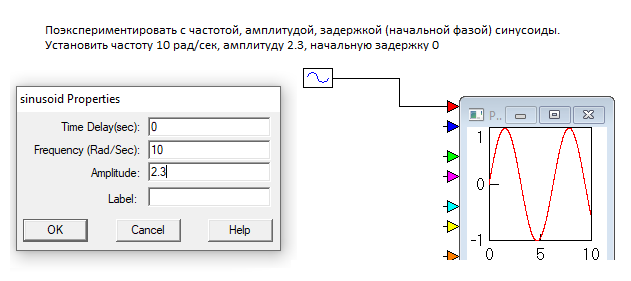 Поэкспериментировать с частотой, амплитудой, задержкой (начальной фазой) синусоиды.
Установить частоту 10 рад/сек, амплитуду 2.3, начальную задержку 0
sinusoid Properties
Time Delay(sec): 0
Frequency (Rad/Sec): 10
Amplitude: 2.3
Label:
OK Cancel Help
P..
1
0
-1
0 5 10